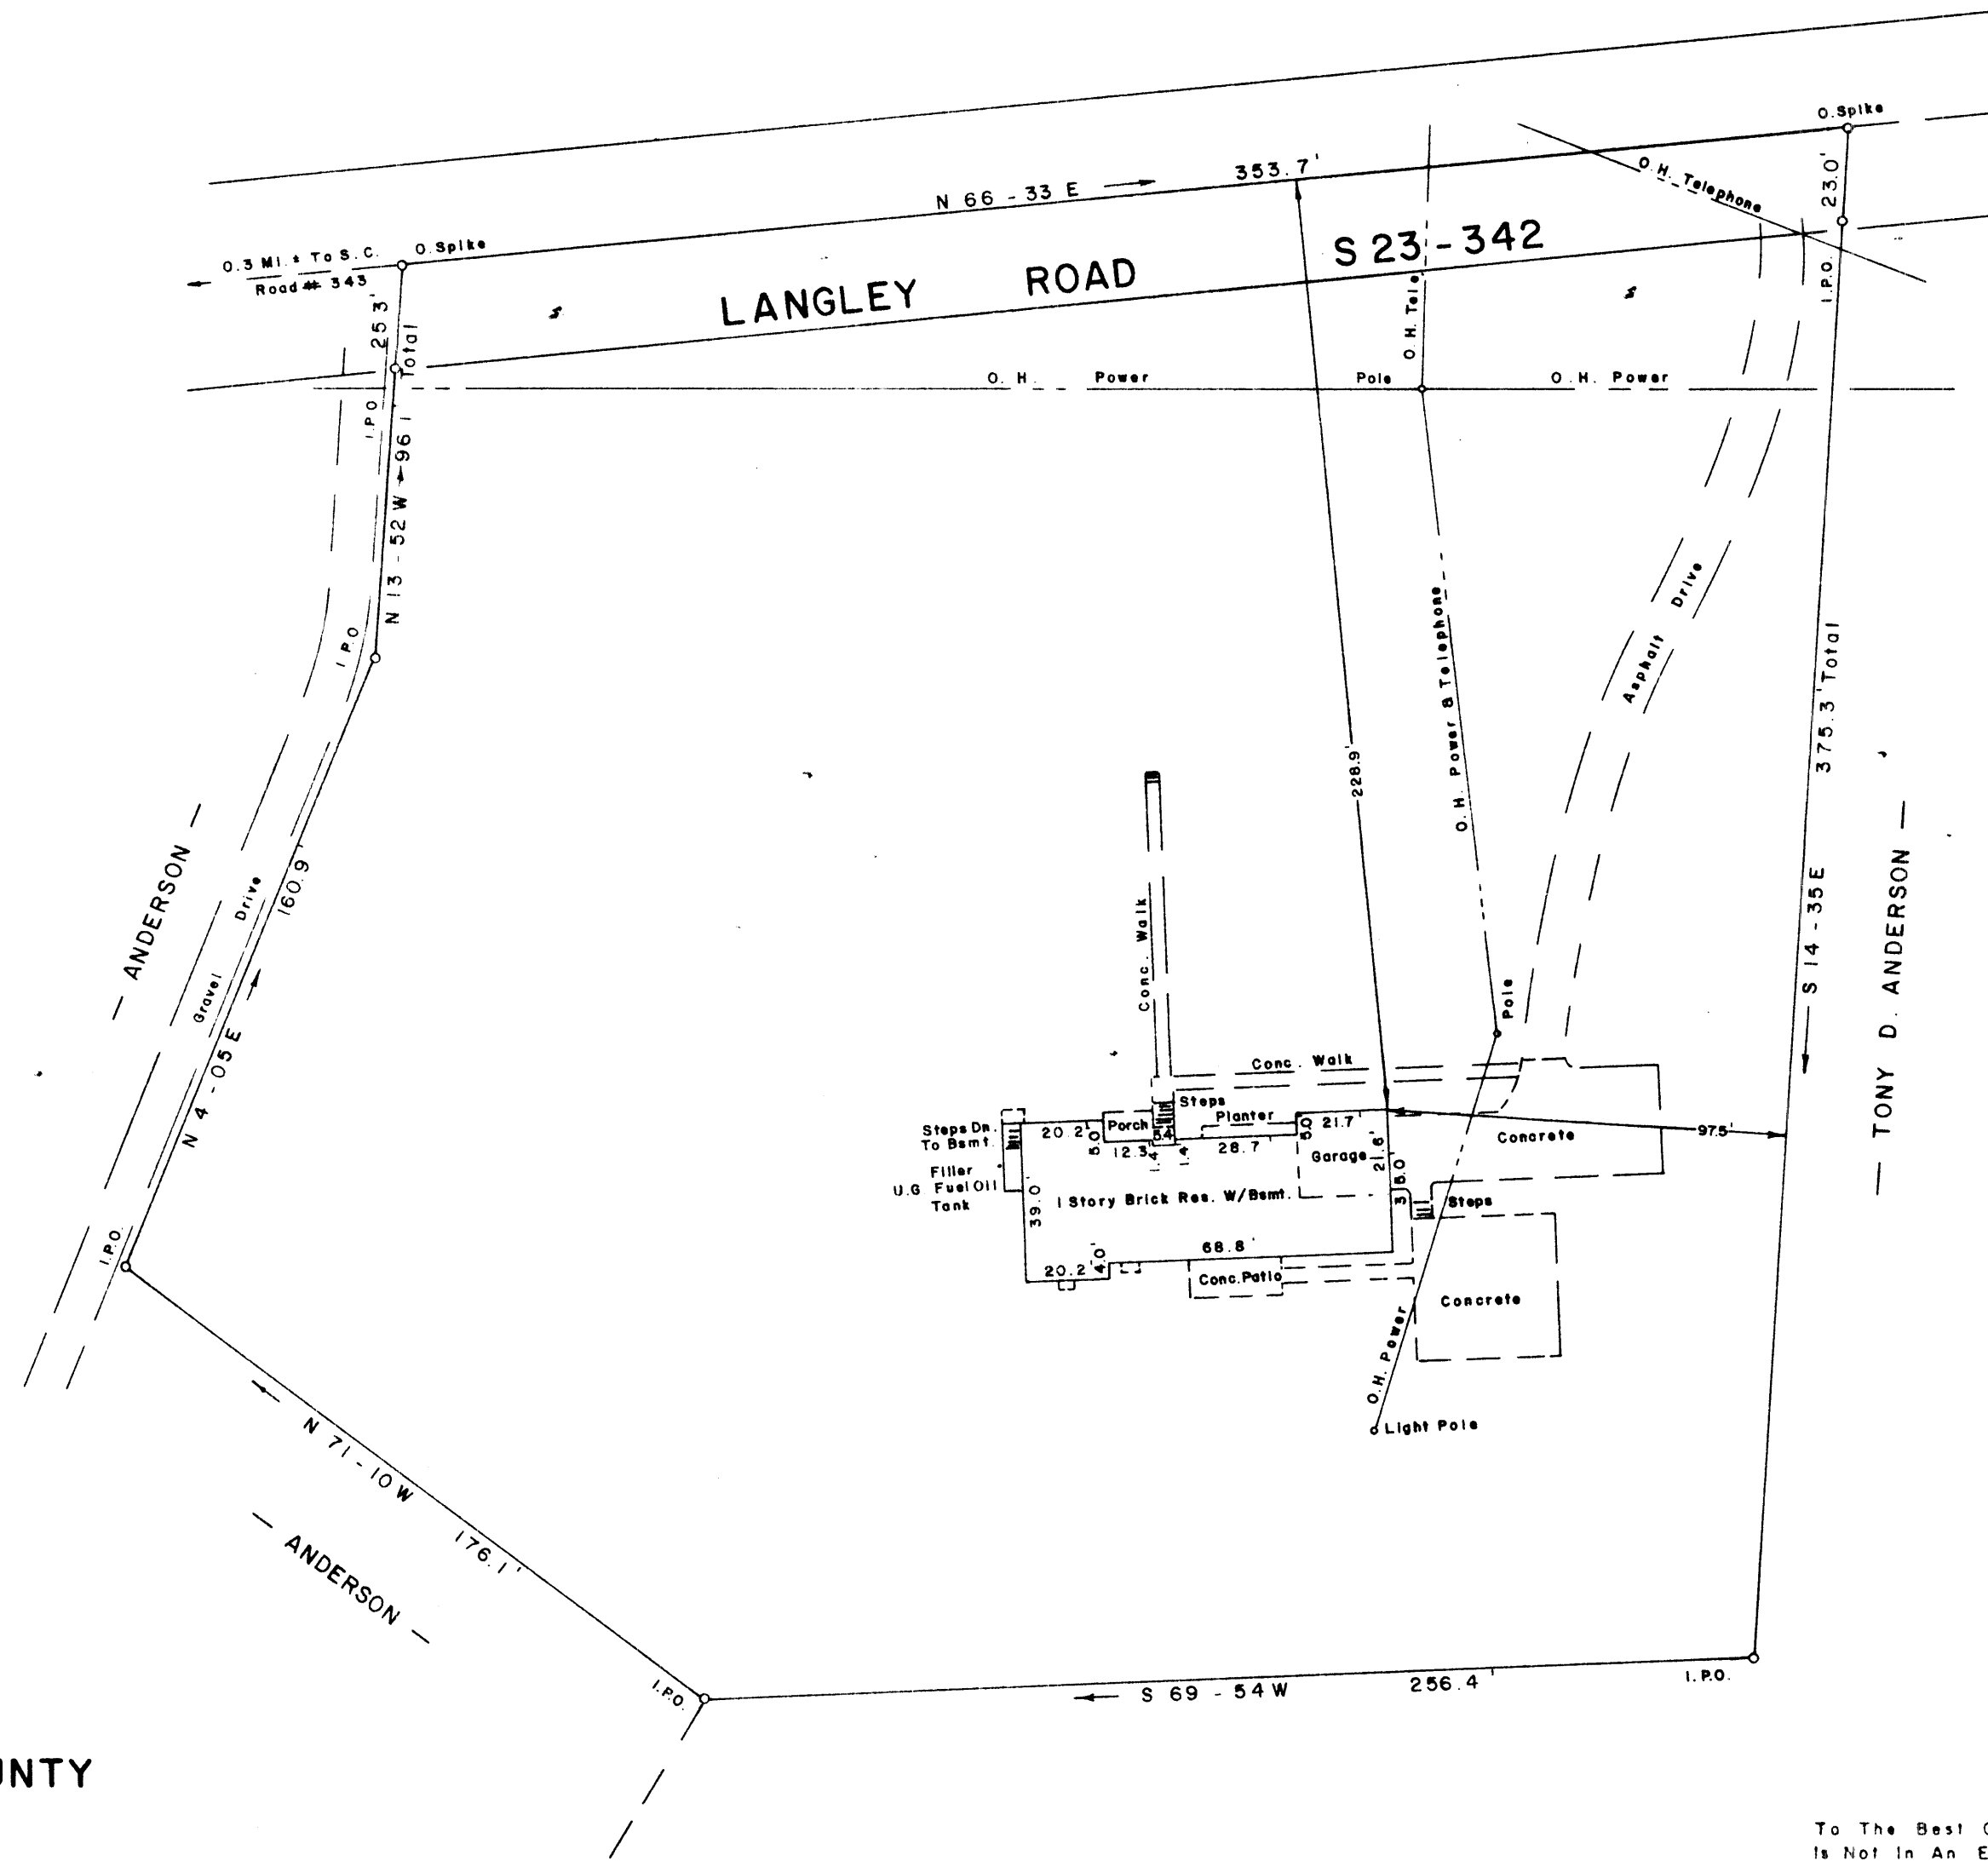 O.Spike
353.7'
N 66-33 E
O.H. Telephone
23.0'
I.P.O.
0.3 MI.± To S.C.
Road # 343
O.Spike
S 23-342
LANGLEY ROAD
25.3'
Total
I.P.O
O.H. Tele
O. H. Power
Pole
O. H. Power
N 13-52 W
96.1
I.P.O
Asphalt Drive
O. H. Power & Telephone
375.3' Total
228.9'
— ANDERSON —
Gravel Drive
160.9'
N 4-05 E
Conc. Walk
S 14-35 E
— TONY D. ANDERSON —
Pole
Conc. Walk
Steps
Planter
Steps Dn.
To Bsmt.
20.2'
5.0
Porch
5.4
12.3
1.4
1.4
28.7
5.0
21.7'
21.6'
Garage
Concrete
97.5'
Filler
U.G Fuel Oil
Tank
39.0'
1 Story Brick Res. W/Bsmt.
35.0
Steps
68.8'
20.2'
4.0'
Conc. Patio
Concrete
I.P.O.
O.H. Power
Light Pole
N 71-10 W
176.1'
— ANDERSON —
I.P.O.
S 69-54 W
256.4'
I.P.O.
UNTY
To The Best
Is Not In An